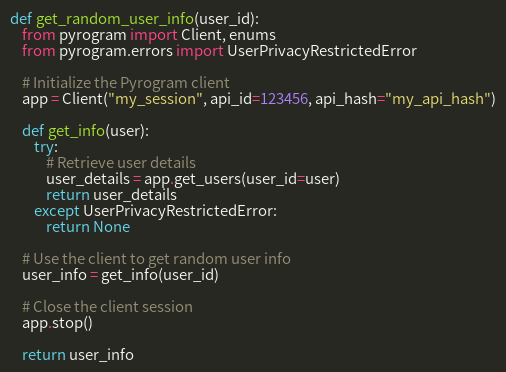 def get_random_user_info(user_id):
    from pyrogram import Client, enums
    from pyrogram.errors import UserPrivacyRestrictedError

    # Initialize the Pyrogram client
    app = Client("my_session", api_id=123456, api_hash="my_api_hash")

    def get_info(user):
        try:
            # Retrieve user details
            user_details = app.get_users(user_id=user)
            return user_details
        except UserPrivacyRestrictedError:
            return None

    # Use the client to get random user info
    user_info = get_info(user_id)

    # Close the client session
    app.stop()

    return user_info